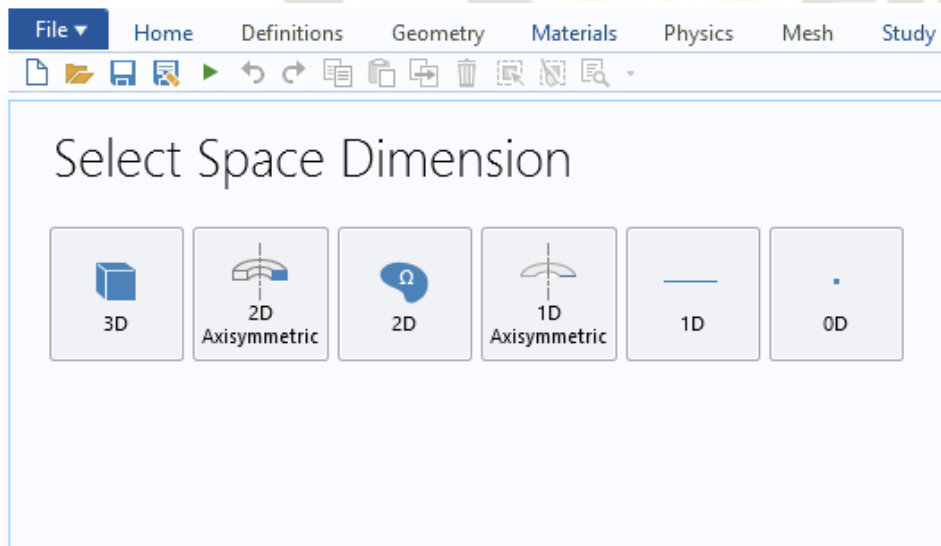 File Home Definitions Geometry Materials Physics Mesh Study
Select Space Dimension
3D
2D
Axisymmetric
Ω
2D
1D
Axisymmetric
1D
0D